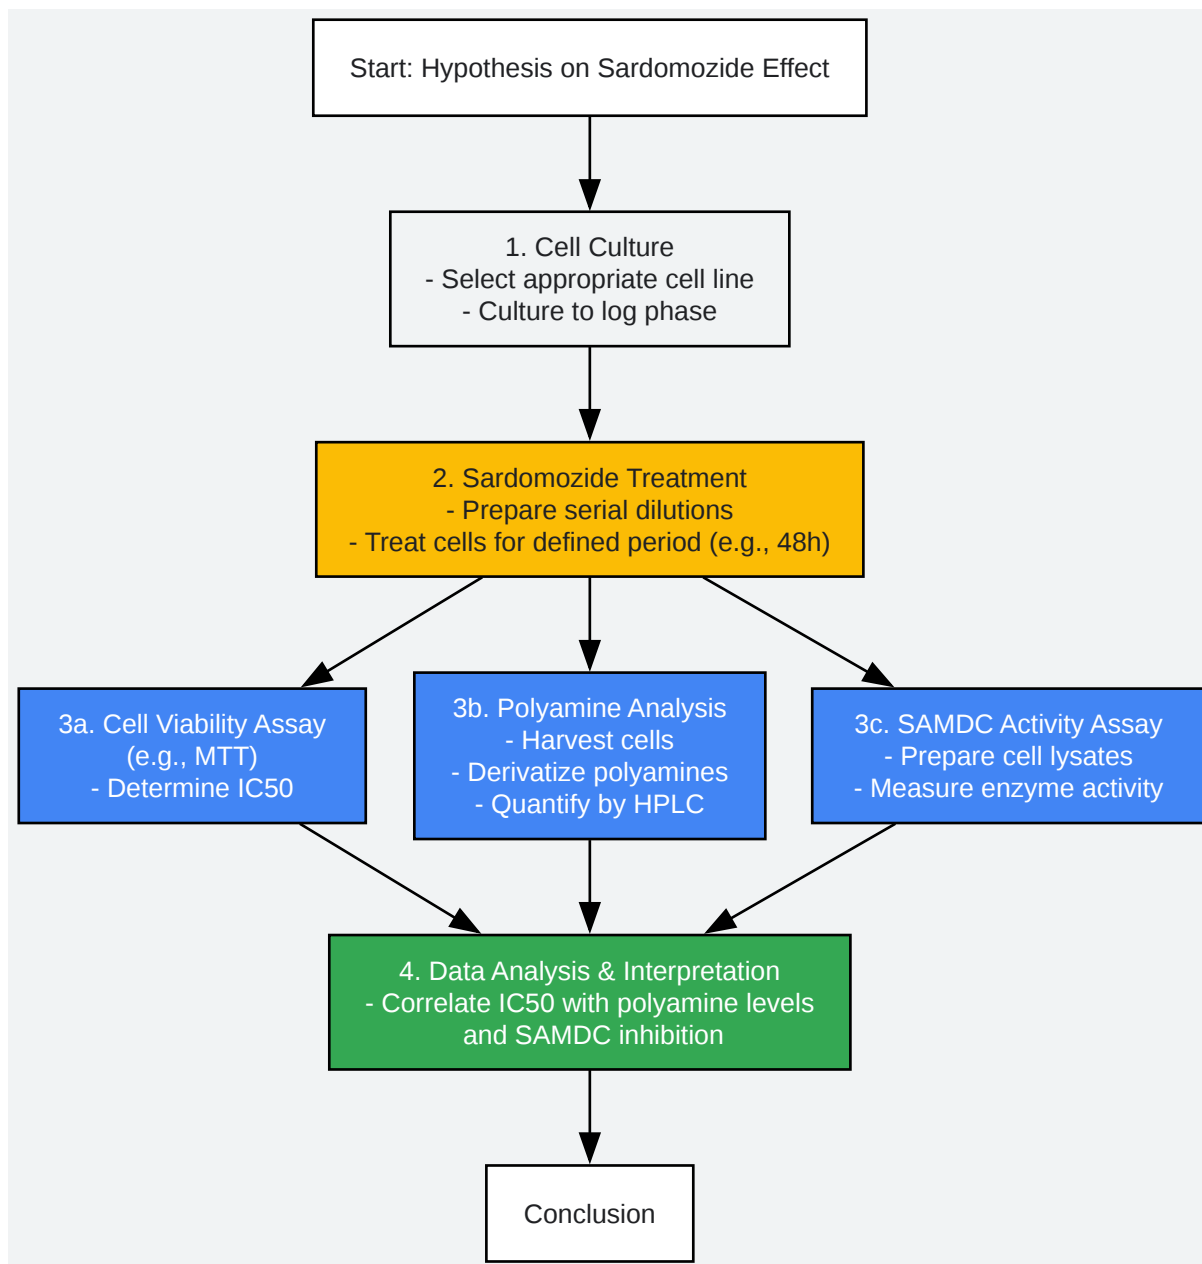 Start: Hypothesis on Sardomozide Effect
1. Cell Culture
- Select appropriate cell line
- Culture to log phase
2. Sardomozide Treatment
- Prepare serial dilutions
- Treat cells for defined period (e.g., 48h)
3a. Cell Viability Assay
(e.g., MTT)
- Determine IC50
3b. Polyamine Analysis
- Harvest cells
- Derivatize polyamines
- Quantify by HPLC
3c. SAMDC Activity Assay
- Prepare cell lysates
- Measure enzyme activity
4. Data Analysis & Interpretation
- Correlate IC50 with polyamine levels
and SAMDC inhibition
Conclusion